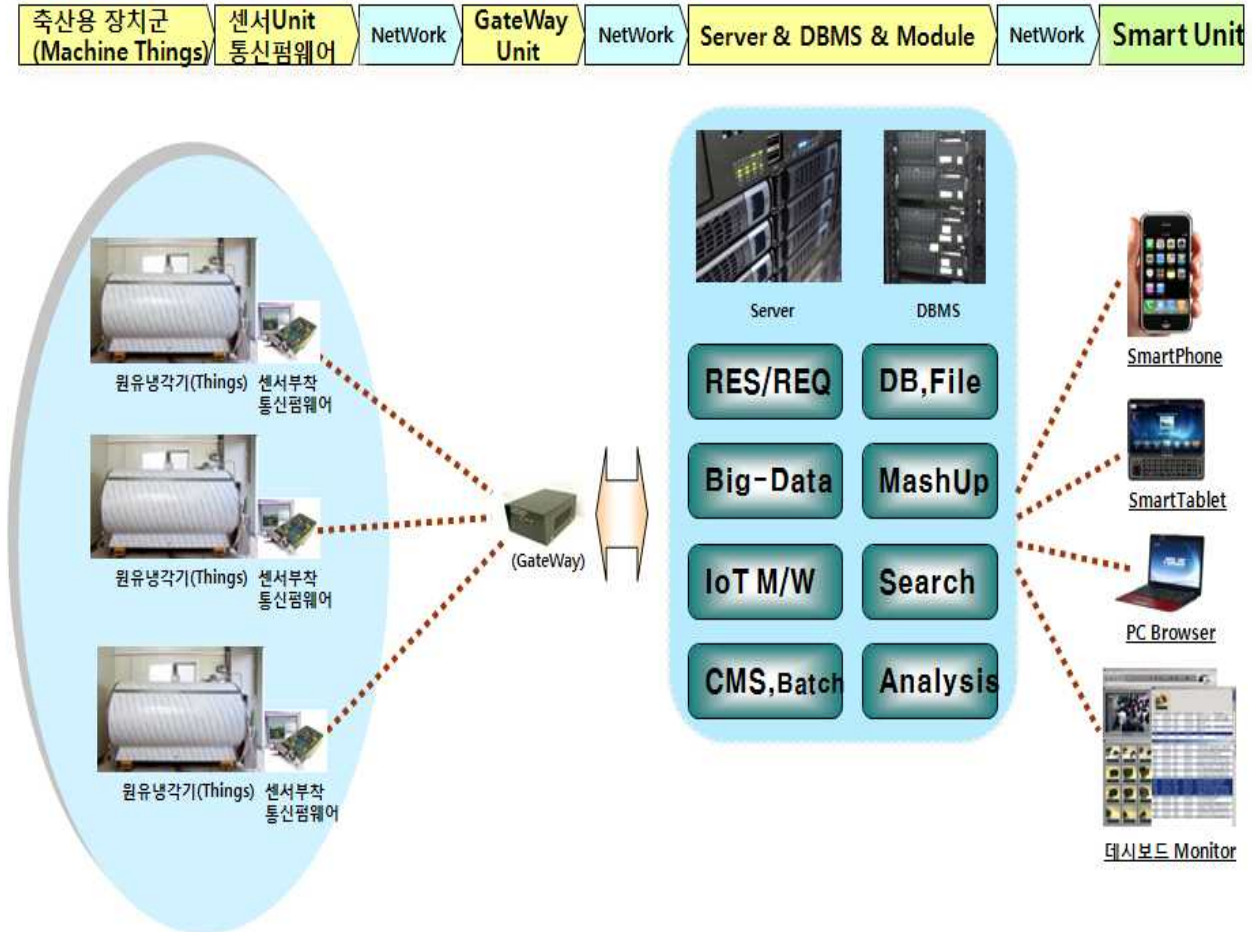 축산용 장치군
(Machine Things)
센서Unit
통신펌웨어
NetWork
GateWay
Unit
NetWork
Server & DBMS & Module
NetWork
Smart Unit
Server
DBMS
RES/REQ
DB,File
Big-Data
MashUp
IoT M/W
Search
CMS,Batch
Analysis
원유냉각기(Things)
센서부착
통신펌웨어
원유냉각기(Things)
센서부착
통신펌웨어
원유냉각기(Things)
센서부착
통신펌웨어
(GateWay)
SmartPhone
SmartTablet
ASUS
PC Browser
데시보드 Monitor